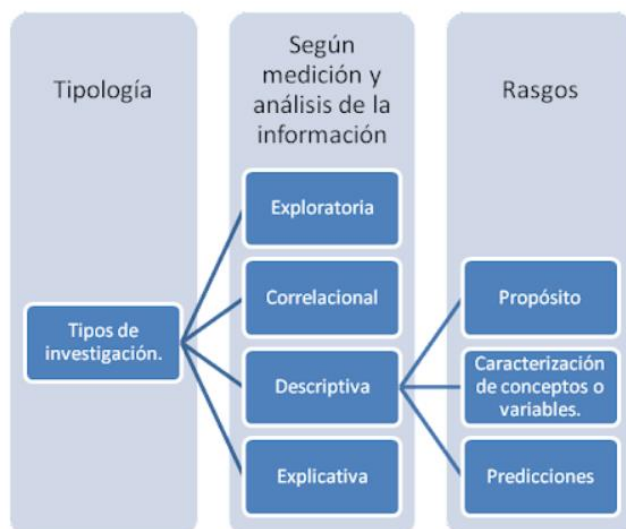 Tipología
Según
medición y
análisis de la
información
Rasgos
Exploratoria
Correlacional
Propósito
Tipos de
investigación.
Descriptiva
Caracterización
de conceptos o
variables.
Explicativa
Predicciones